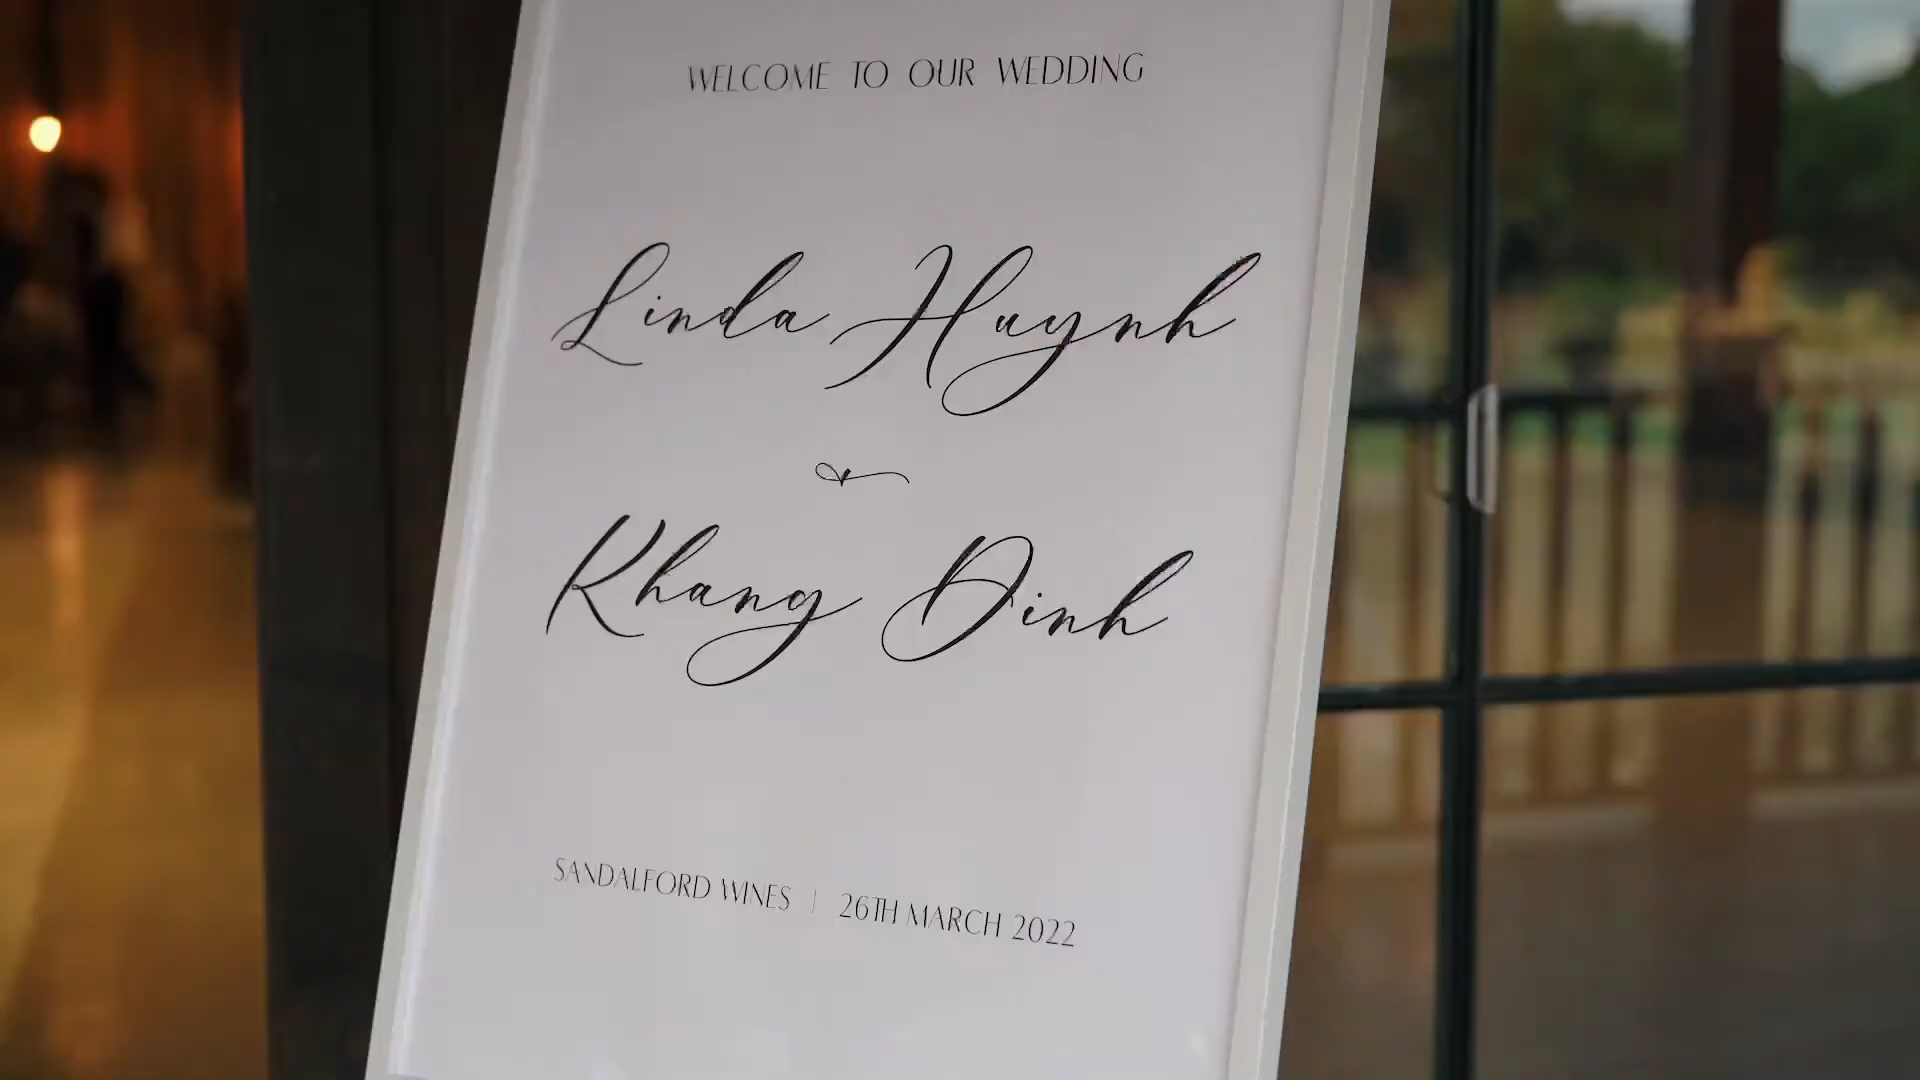 WELCOME TO OUR WEDDING
Linda Huynh
Khang Dinh
SANDALFORD WINES | 26TH MARCH 2022